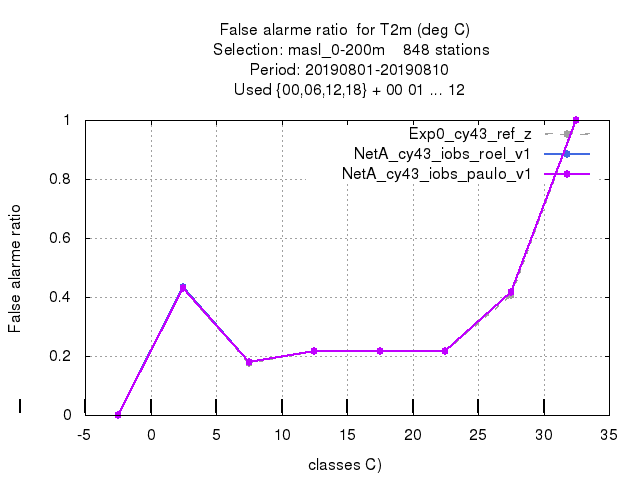 False alarme ratio  for T2m (deg C)
Selection: masl_0-200m    848 stations
Period: 20190801-20190810
Used {00,06,12,18} + 00 01 ... 12
Exp0_cy43_ref_z
NetA_cy43_iobs_roel_v1
NetA_cy43_iobs_paulo_v1
False alarme ratio
1
0.8
0.6
0.4
0.2
0
-5 0 5 10 15 20 25 30 35
classes C)